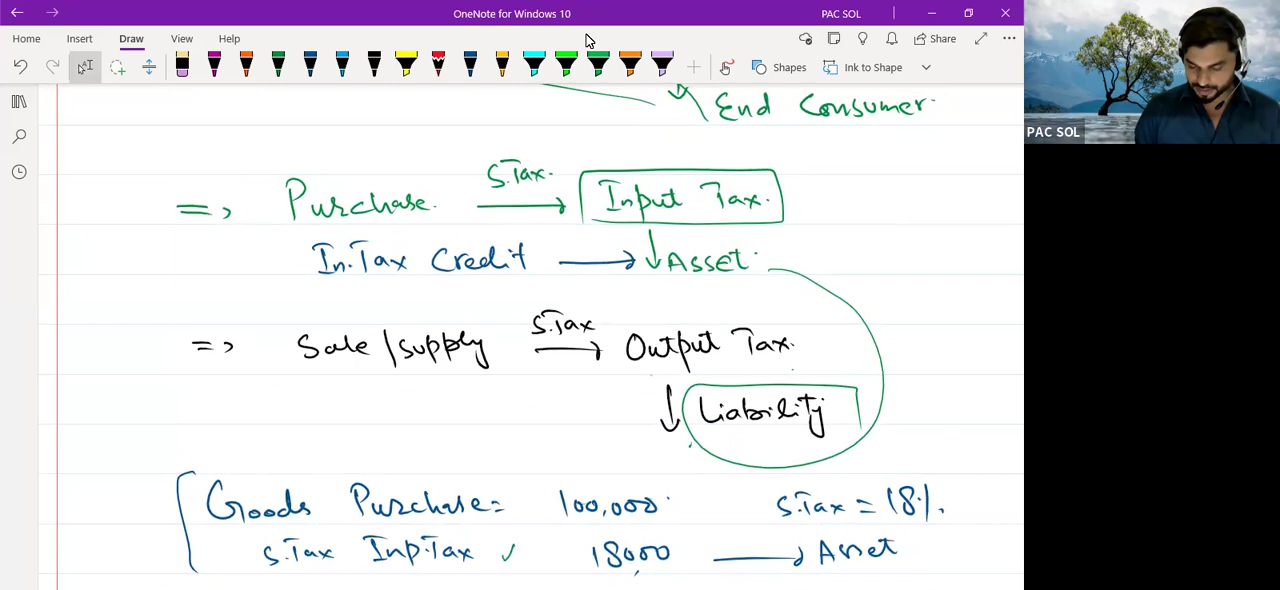 OneNote for Windows 10
PAC SOL
Home Insert Draw View Help
Share
Shapes
Ink to Shape
End Consumer.
PAC SOL
=> Purchase. S.Tax. Input Tax.
In.Tax Credit Asset.
=> Sale/supply S.Tax Output Tax.
Liability
Goods Purchase = 100,000 S.Tax = 18%.
S.Tax Inp.Tax ✓ 18000 Asset